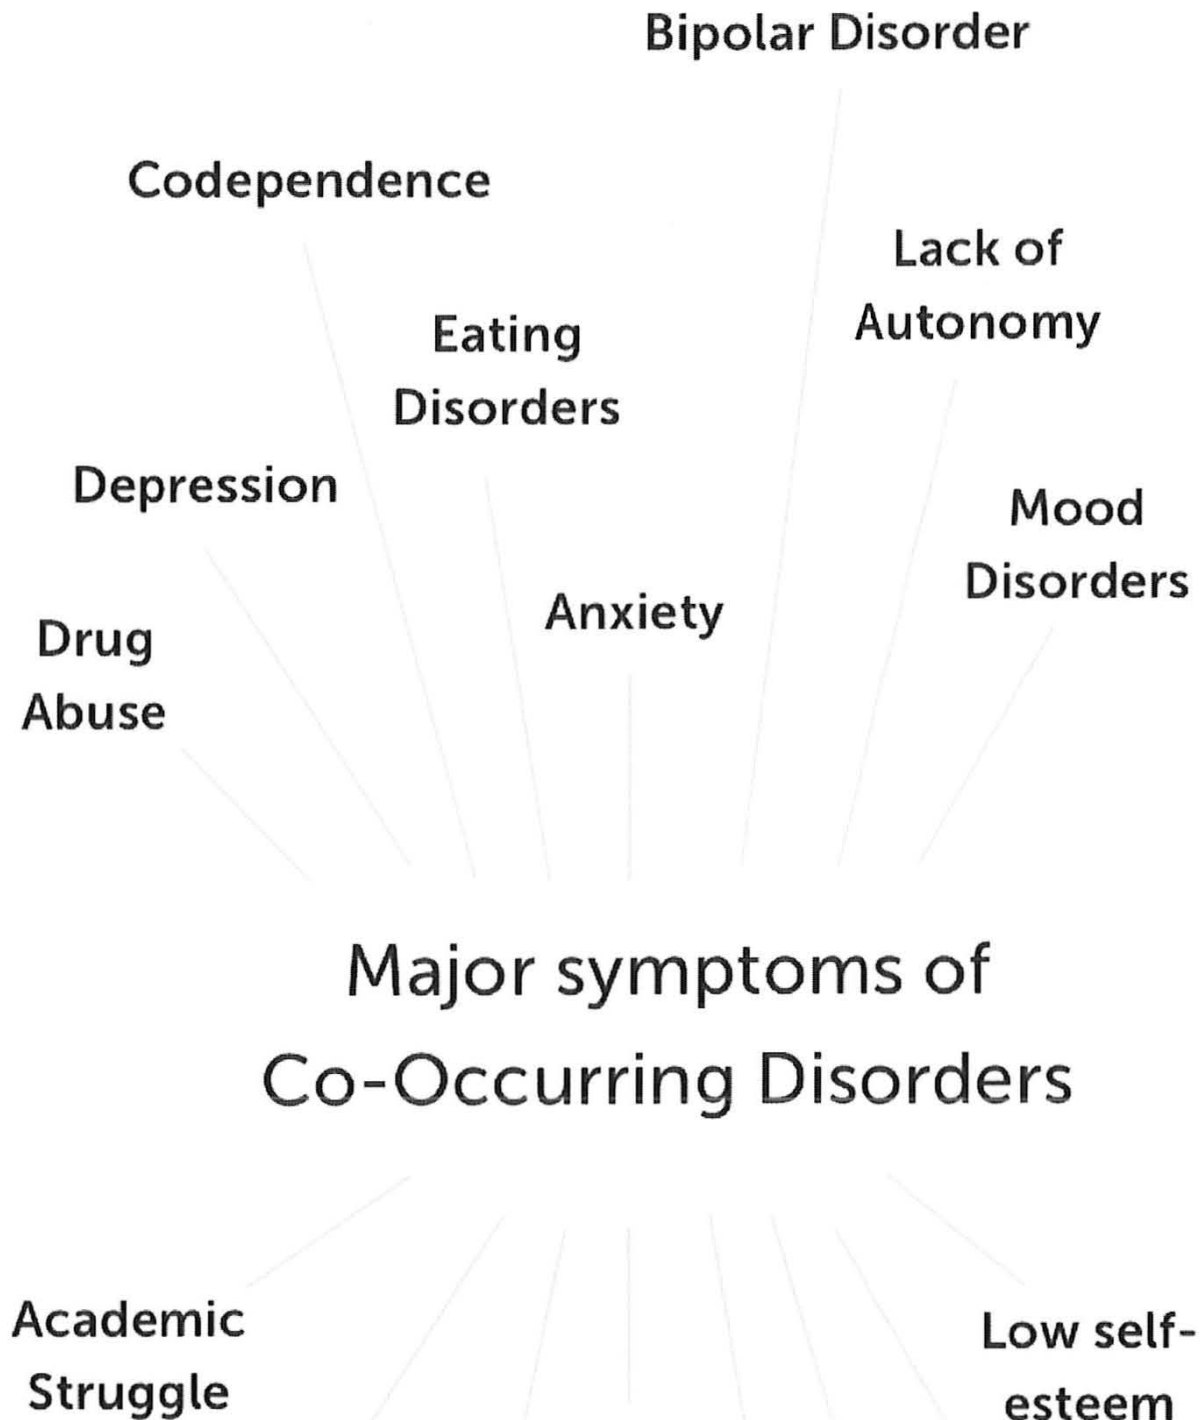 Bipolar Disorder
Codependence
Lack of
Autonomy
Eating
Disorders
Depression
Mood
Disorders
Anxiety
Drug
Abuse
Major symptoms of
Co-Occurring Disorders
Academic
Struggle
Low self-
esteem